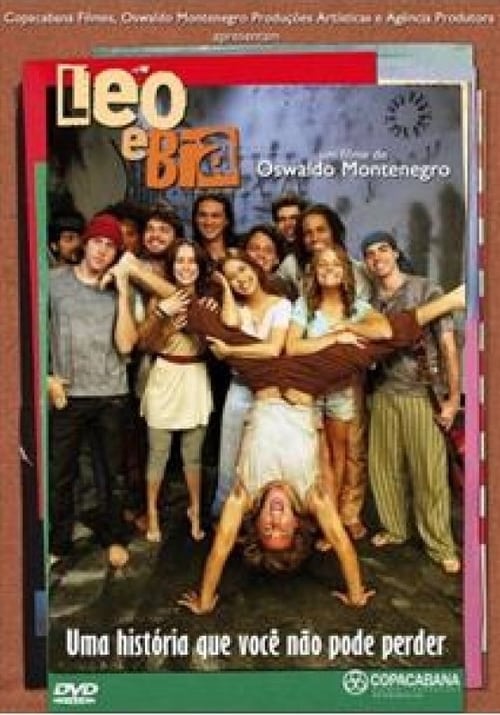 Copacabana Filmes, Oswaldo Montenegro Produções Artísticas e Agência Produtora
apresentam
Leo
e Bia
um filme de
Oswaldo Montenegro
Uma história que você não pode perder
DVD
COPACABANA